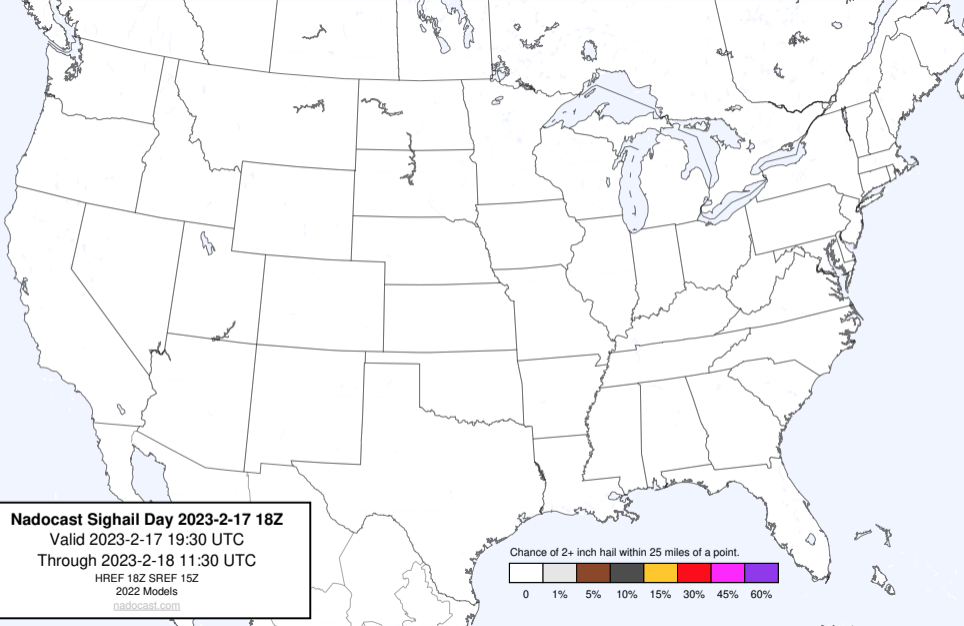 Nadocast Sighail Day 2023-2-17 18Z
Valid 2023-2-17 19:30 UTC
Through 2023-2-18 11:30 UTC
HREF 18Z SREF 15Z
2022 Models
nadocast.com
Chance of 2+ inch hail within 25 miles of a point.
0 1% 5% 10% 15% 30% 45% 60%